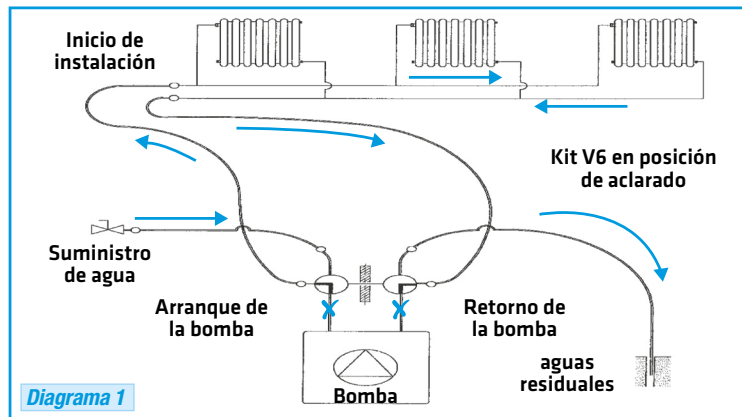 Inicio de
instalación
Kit V6 en posición
de aclarado
Suministro
de agua
Arranque de
la bomba
Retorno de
la bomba
aguas
residuales
Bomba
Diagrama 1